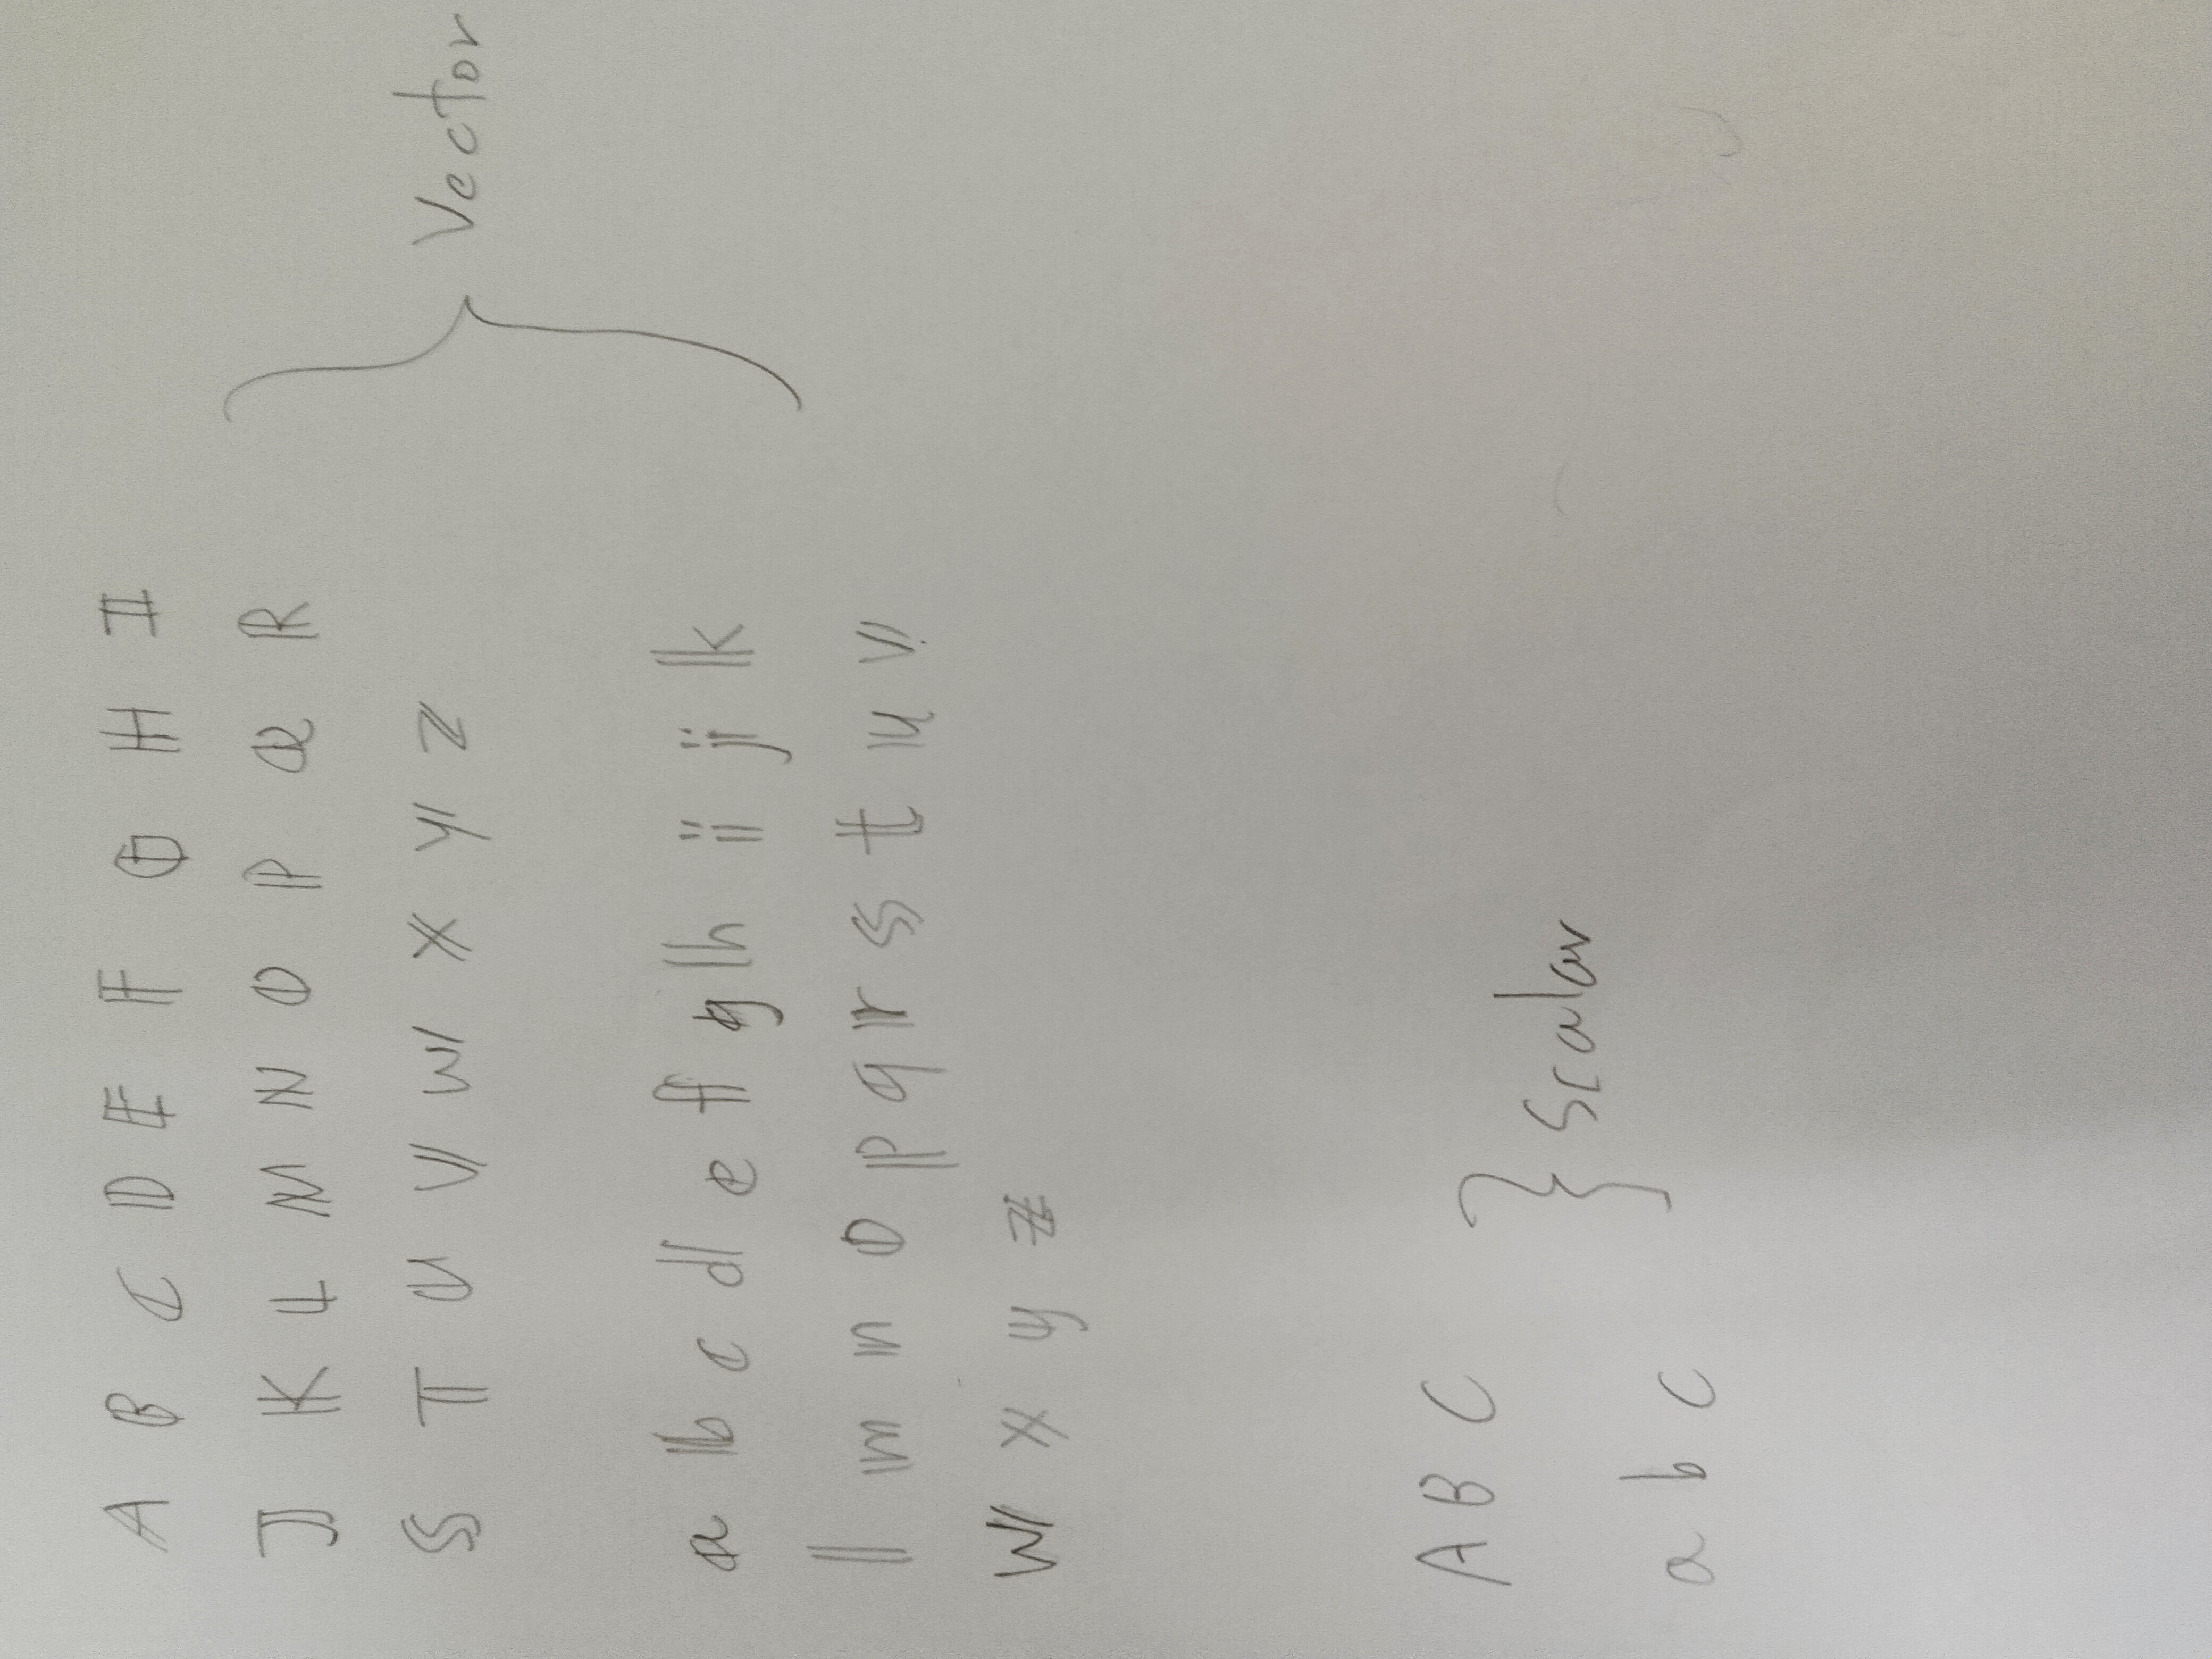 𝔸 𝔹 ℂ 𝔻 𝔼 𝔽 𝔾 ℍ 𝕀
𝕁 𝕂 𝕃 𝕄 ℕ 𝕆 ℙ ℚ ℝ
𝕊 𝕋 𝕌 𝕍 𝕎 𝕏 𝕐 ℤ
Vector
𝕒 𝕓 𝕔 𝕕 𝕖 𝕗 𝕘 𝕙 𝕚 𝕛 𝕜
𝕝 𝕞 𝕟 𝕠 𝕡 𝕢 𝕣 𝕤 𝕥 𝕦 𝕧
𝕨 𝕩 𝕪 𝕫
A B C
Scalar
a b c